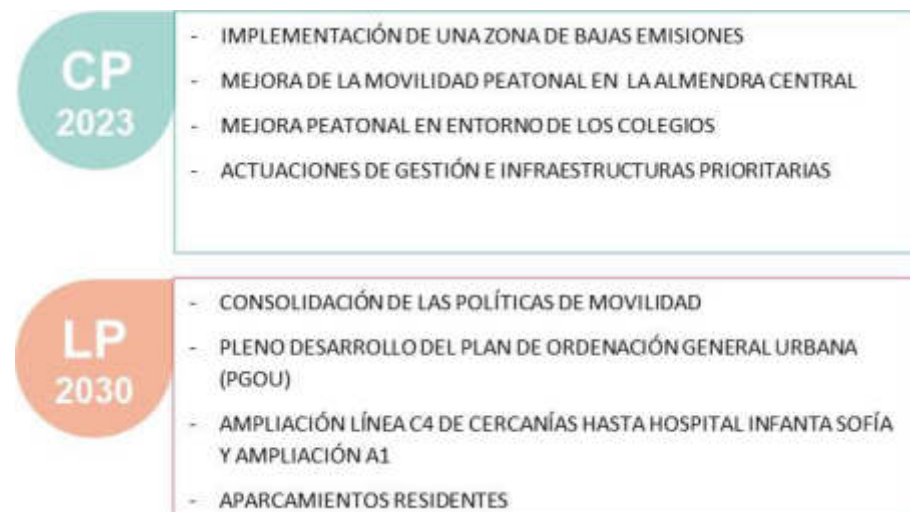 CP
2023
- IMPLEMENTACIÓN DE UNA ZONA DE BAJAS EMISIONES
- MEJORA DE LA MOVILIDAD PEATONAL EN LA ALMENDRA CENTRAL
- MEJORA PEATONAL EN ENTORNO DE LOS COLEGIOS
- ACTUACIONES DE GESTIÓN E INFRAESTRUCTURAS PRIORITARIAS
LP
2030
- CONSOLIDACIÓN DE LAS POLÍTICAS DE MOVILIDAD
- PLENO DESARROLLO DEL PLAN DE ORDENACIÓN GENERAL URBANA
(PGOU)
- AMPLIACIÓN LÍNEA C4 DE CERCANÍAS HASTA HOSPITAL INFANTA SOFÍA
Y AMPLIACIÓN A1
- APARCAMIENTOS RESIDENTES